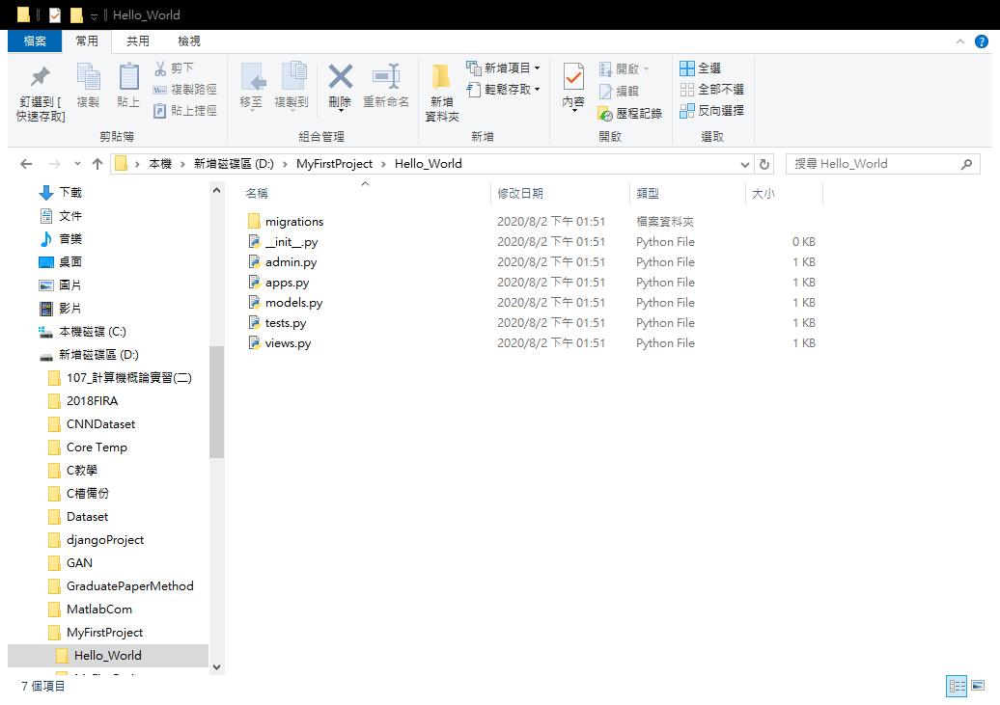 Hello_World
檔案 常用 共用 檢視
釘選到 [快速存取]
複製
貼上
剪下
複製路徑
貼上捷徑
剪貼簿
移至
複製到
刪除
重新命名
組合管理
新增資料夾
新增項目
輕鬆存取
新增
內容
開啟
編輯
歷程記錄
開啟
全選
全部不選
反向選擇
選取
本機 › 新增磁碟區 (D:) › MyFirstProject › Hello_World
搜尋 Hello_World
下載
文件
音樂
桌面
圖片
影片
本機磁碟 (C:)
新增磁碟區 (D:)
107_計算機概論實習(二)
2018FIRA
CNNDataset
Core Temp
C教學
C槽備份
Dataset
djangoProject
GAN
GraduatePaperMethod
MatlabCom
MyFirstProject
Hello_World
名稱 修改日期 類型 大小
migrations 2020/8/2 下午 01:51 檔案資料夾
__init__.py 2020/8/2 下午 01:51 Python File 0 KB
admin.py 2020/8/2 下午 01:51 Python File 1 KB
apps.py 2020/8/2 下午 01:51 Python File 1 KB
models.py 2020/8/2 下午 01:51 Python File 1 KB
tests.py 2020/8/2 下午 01:51 Python File 1 KB
views.py 2020/8/2 下午 01:51 Python File 1 KB
7 個項目